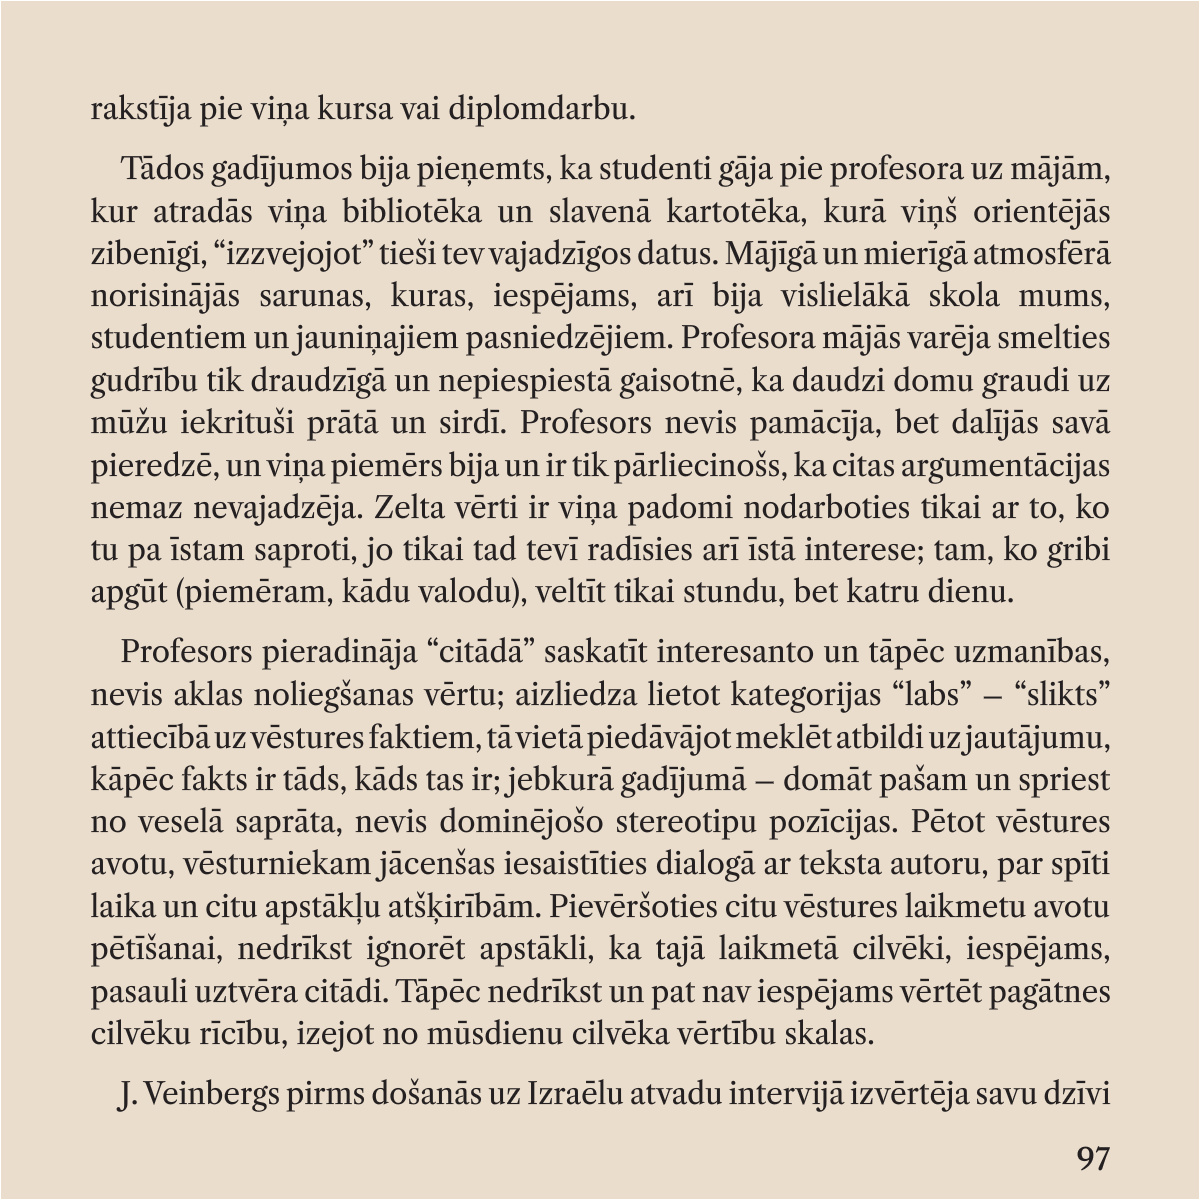 rakstīja pie viņa kursa vai diplomdarbu.
Tādos gadījumos bija pieņemts, ka studenti gāja pie profesora uz mājām,
kur atradās viņa bibliotēka un slavenā kartotēka, kurā viņš orientējās
zibenīgi, “izzvejojot” tieši tev vajadzīgos datus. Mājīgā un mierīgā atmosfērā
norisinājās sarunas, kuras, iespējams, arī bija vislielākā skola mums,
studentiem un jauniņajiem pasniedzējiem. Profesora mājās varēja smelties
gudrību tik draudzīgā un nepiespiestā gaisotnē, ka daudzi domu graudi uz
mūžu iekrituši prātā un sirdī. Profesors nevis pamācīja, bet dalījās savā
pieredzē, un viņa piemērs bija un ir tik pārliecinošs, ka citas argumentācijas
nemaz nevajadzēja. Zelta vērti ir viņa padomi nodarboties tikai ar to, ko
tu pa īstam saproti, jo tikai tad tevī radīsies arī īstā interese; tam, ko gribi
apgūt (piemēram, kādu valodu), veltīt tikai stundu, bet katru dienu.
Profesors pieradināja “citādā” saskatīt interesanto un tāpēc uzmanības,
nevis aklas noliegšanas vērtu; aizliedza lietot kategorijas “labs” – “slikts”
attiecībā uz vēstures faktiem, tā vietā piedāvājot meklēt atbildi uz jautājumu,
kāpēc fakts ir tāds, kāds tas ir; jebkurā gadījumā – domāt pašam un spriest
no veselā saprāta, nevis dominējošo stereotipu pozīcijas. Pētot vēstures
avotu, vēsturniekam jācenšas iesaistīties dialogā ar teksta autoru, par spīti
laika un citu apstākļu atšķirībām. Pievēršoties citu vēstures laikmetu avotu
pētīšanai, nedrīkst ignorēt apstākli, ka tajā laikmetā cilvēki, iespējams,
pasauli uztvēra citādi. Tāpēc nedrīkst un pat nav iespējams vērtēt pagātnes
cilvēku rīcību, izejot no mūsdienu cilvēka vērtību skalas.
J. Veinbergs pirms došanās uz Izraēlu atvadu intervijā izvērtēja savu dzīvi
97